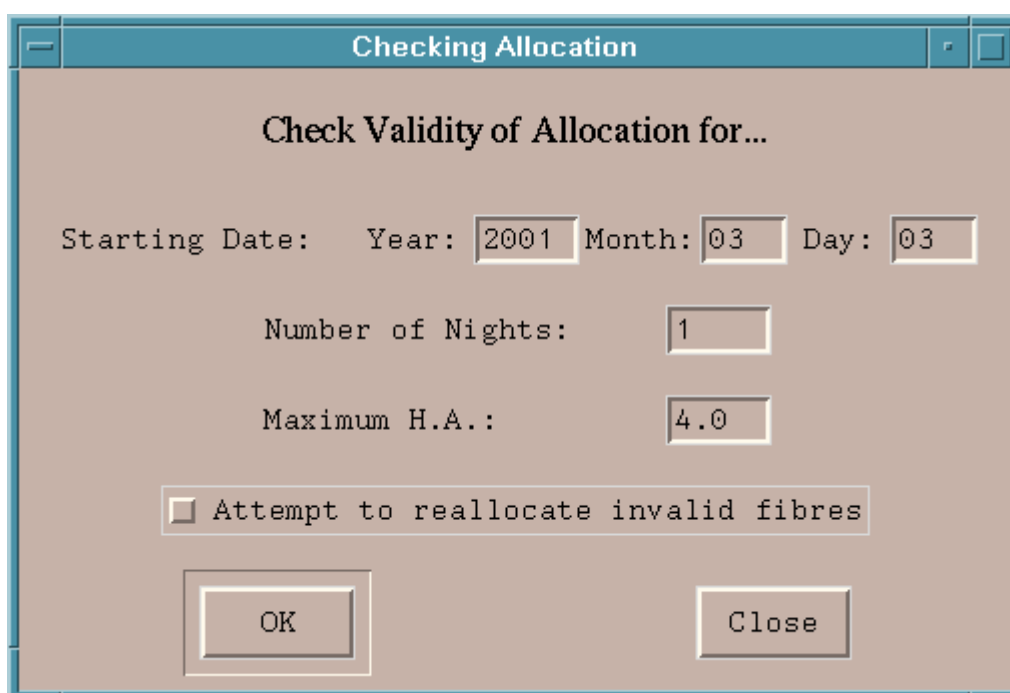 Checking Allocation
Check Validity of Allocation for...
Starting Date: Year: 2001 Month: 03 Day: 03
Number of Nights: 1
Maximum H.A.: 4.0
Attempt to reallocate invalid fibres
OK Close